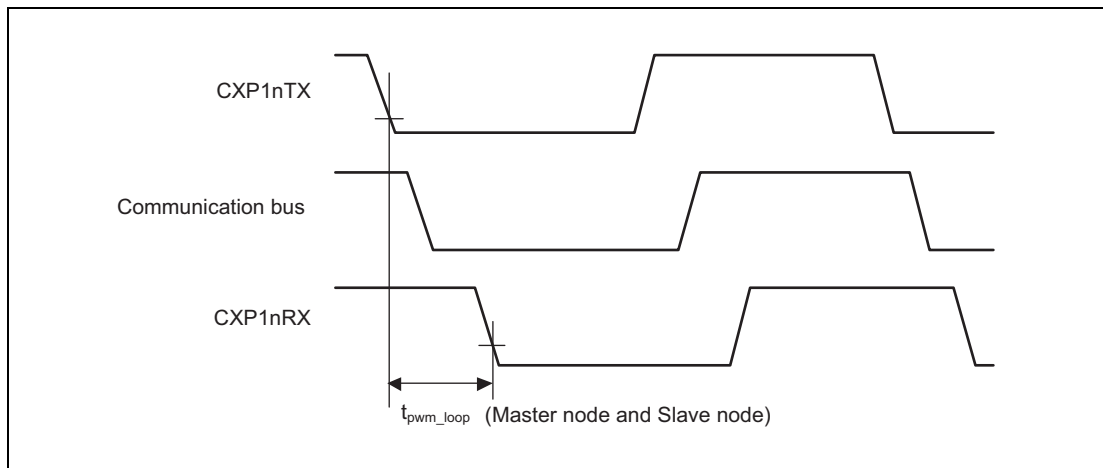 CXP1nTX
Communication bus
CXP1nRX
tpwm_loop (Master node and Slave node)